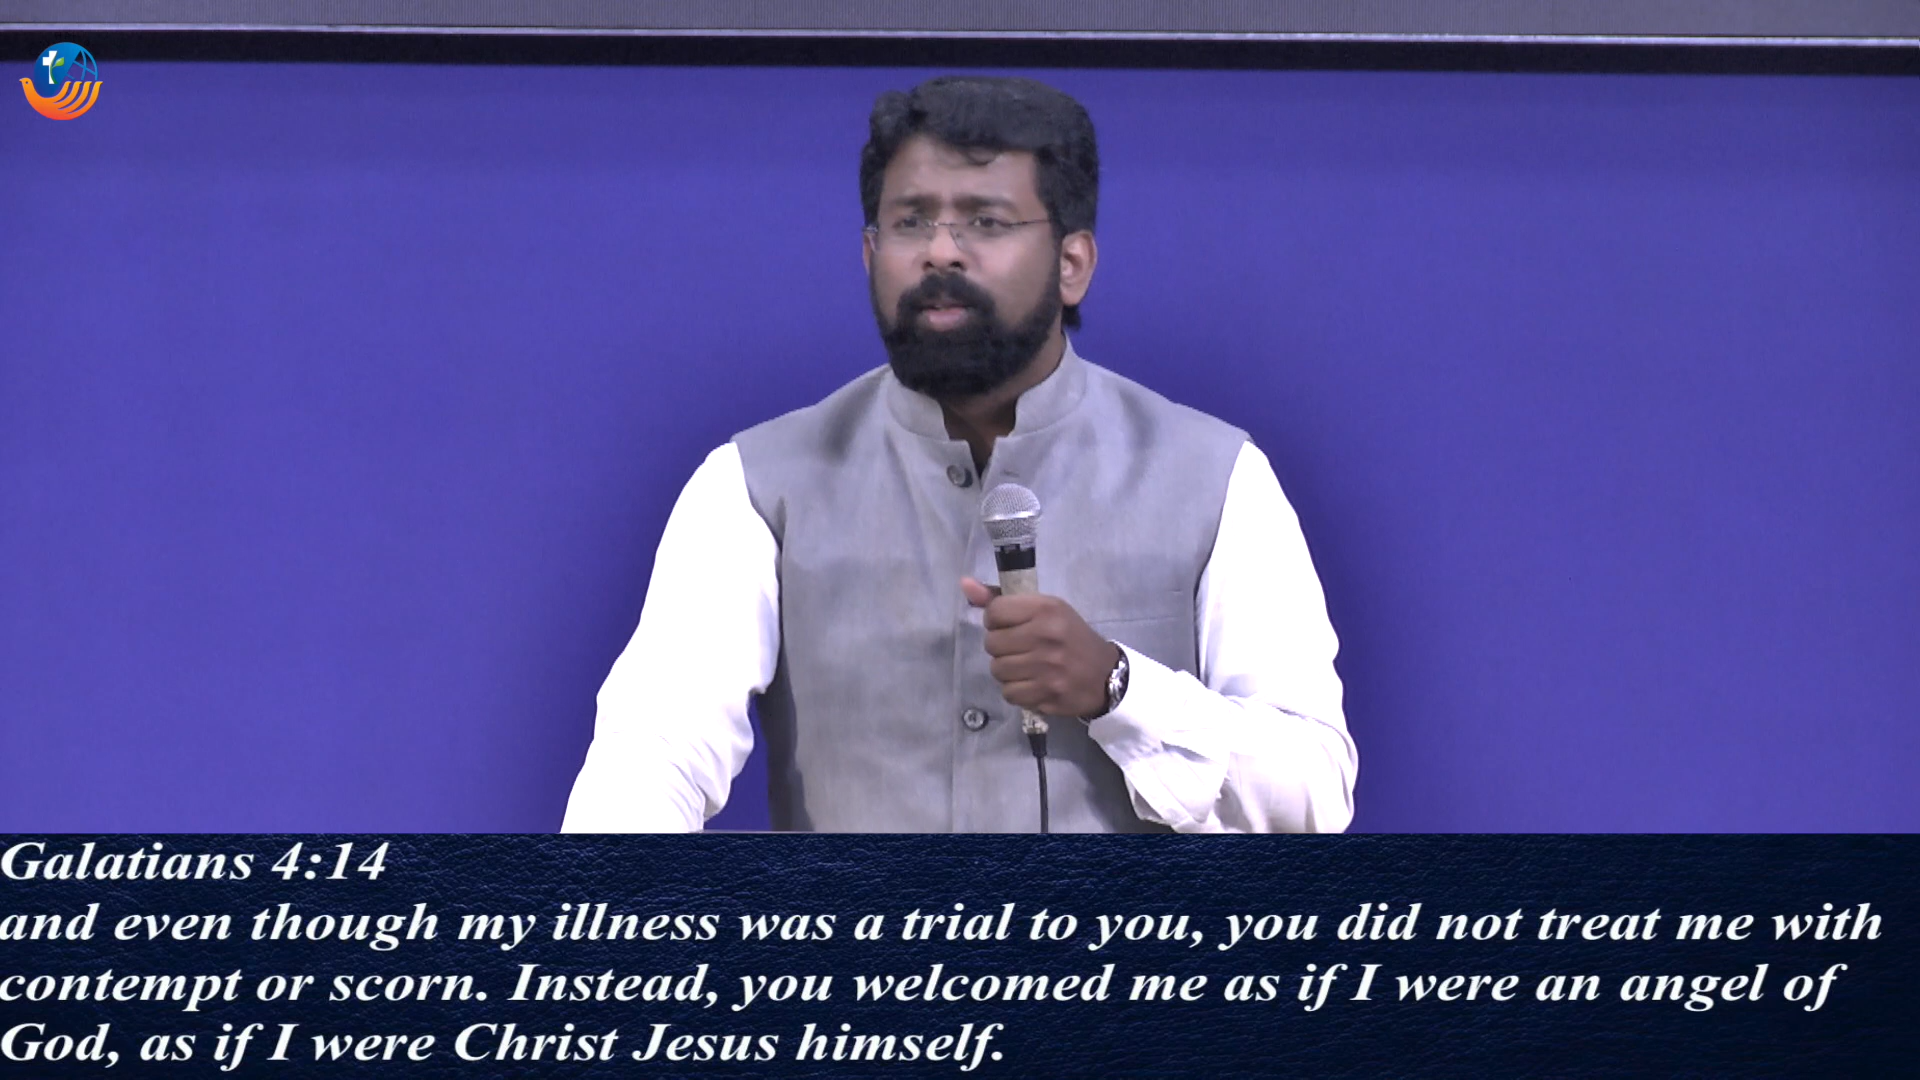 Galatians 4:14
and even though my illness was a trial to you, you did not treat me with
contempt or scorn. Instead, you welcomed me as if I were an angel of
God, as if I were Christ Jesus himself.